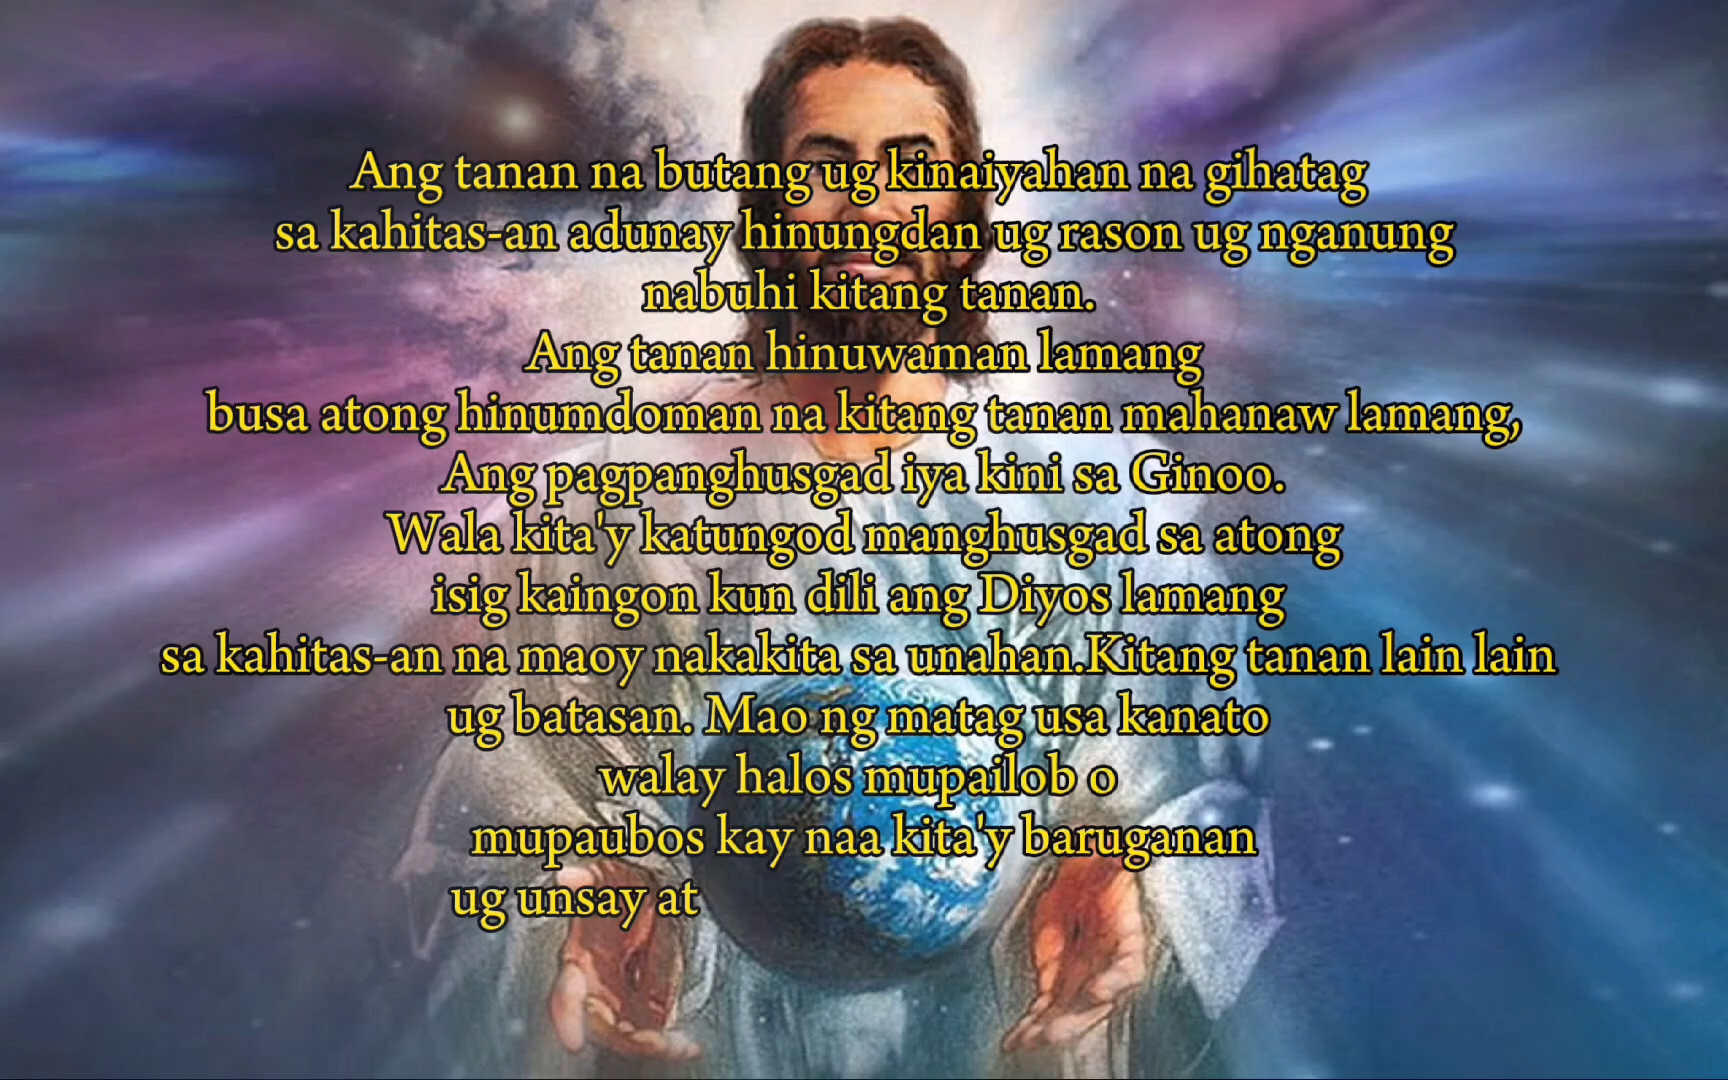 Ang tanan na butang ug kinaiyahan na gihatag
sa kahitas-an adunay hinungdan ug rason ug nganung
nabuhi kitang tanan.
Ang tanan hinuwaman lamang
busa atong hinumdoman na kitang tanan mahanaw lamang,
Ang pagpanghusgad iya kini sa Ginoo.
Wala kita'y katungod manghusgad sa atong
isig kaingon kun dili ang Diyos lamang
sa kahitas-an na maoy nakakita sa unahan.Kitang tanan lain lain
ug batasan. Mao ng matag usa kanato
walay halos mupailob o
mupaubos kay naa kita'y baruganan
ug unsay at